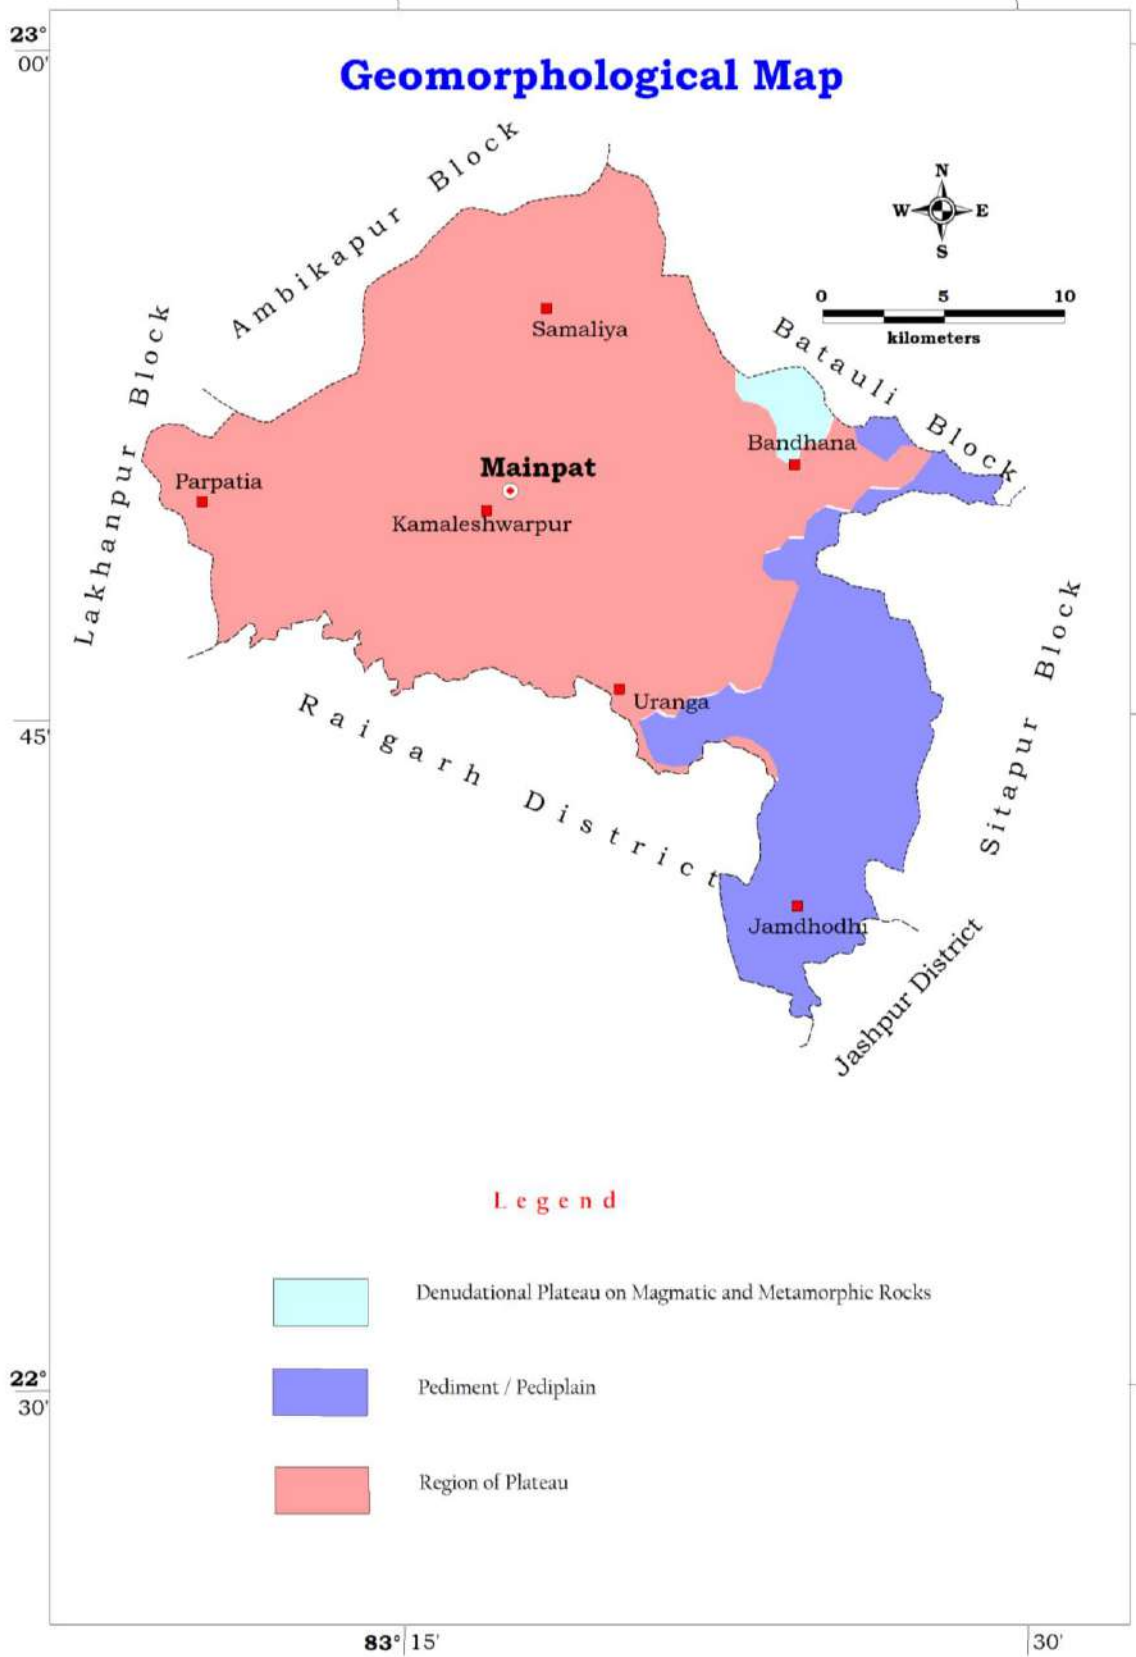 23°
00'
Geomorphological Map
Ambikapur Block
N
W E
S
0 5 10
kilometers
Lakhanpur Block
Samaliya
Batauli Block
Bandhana
Mainpat
Parpatia
Kamaleshwarpur
Sitapur Block
Uranga
45'
Raigarh District
Jamdhodhi
Jashpur District
Legend
Denudational Plateau on Magmatic and Metamorphic Rocks
22°
30'
Pediment / Pediplain
Region of Plateau
83° 15' 30'